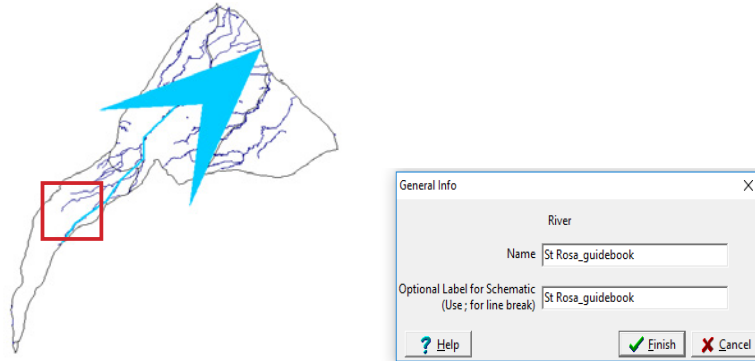 General Info
River
Name St Rosa_guidebook
Optional Label for Schematic
(Use ; for line break) St Rosa_guidebook
? Help Finish Cancel